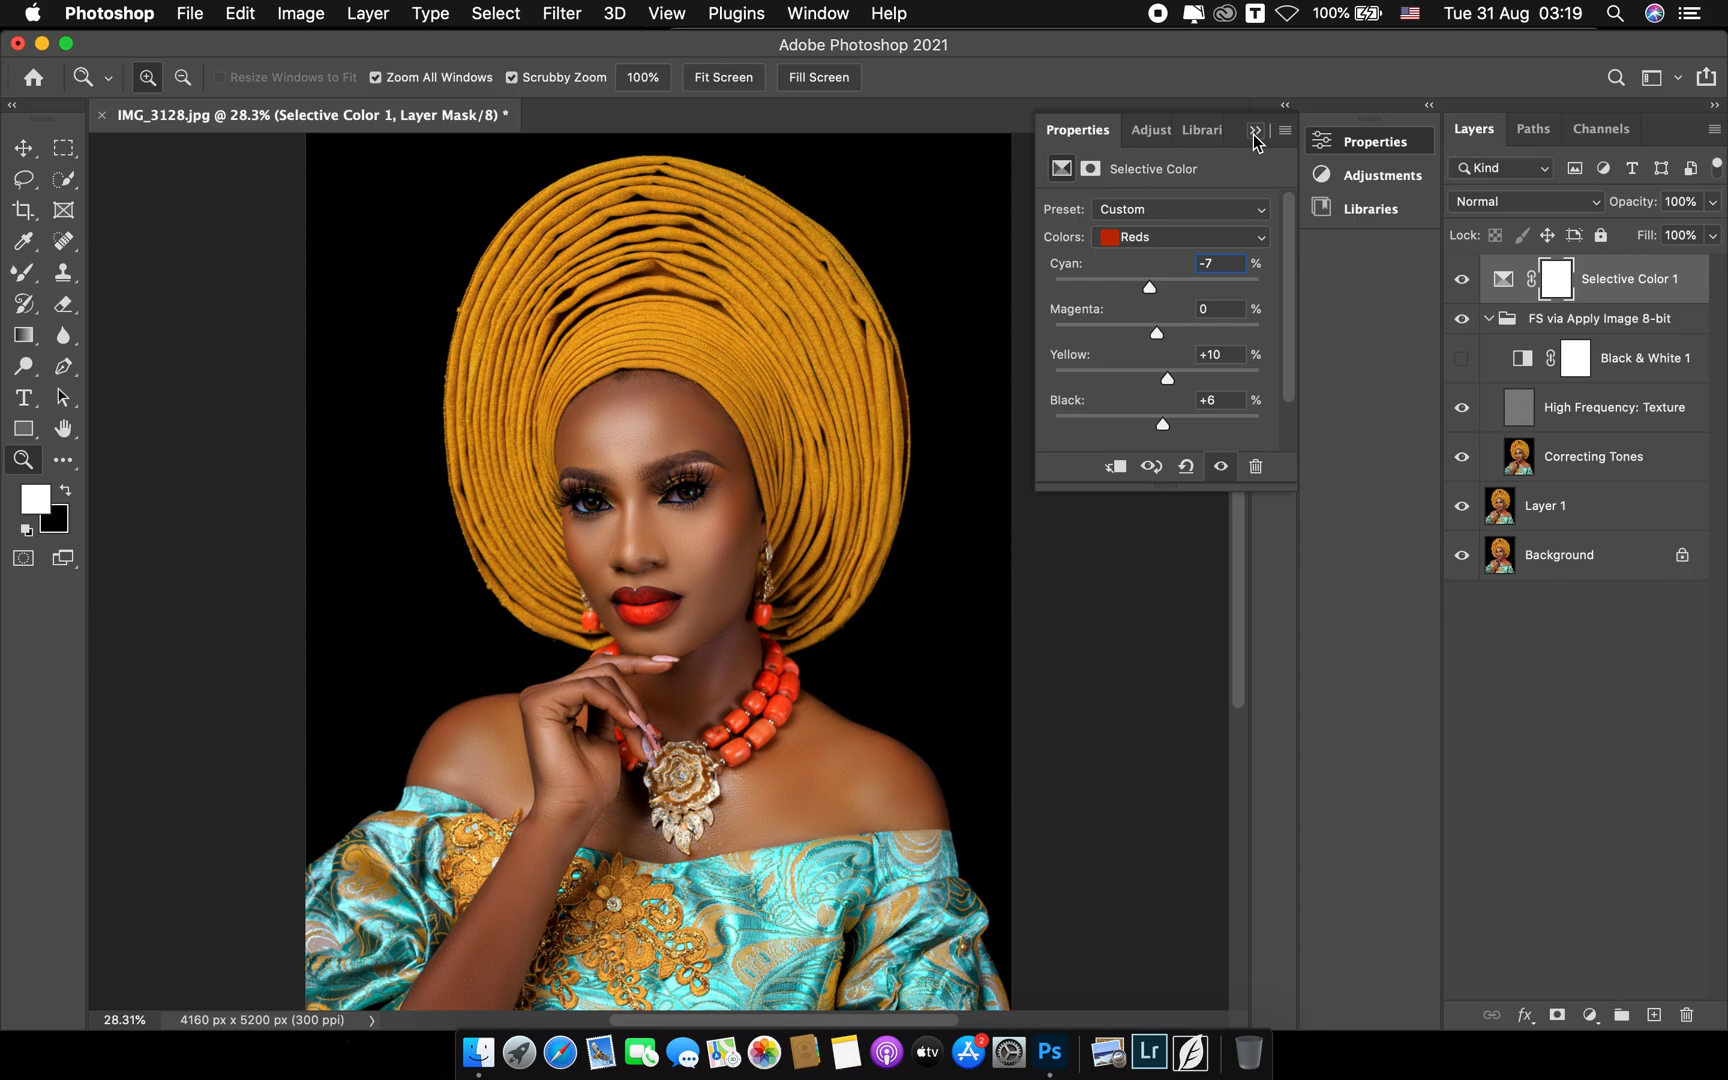 Photoshop File Edit Image Layer Type Select Filter 3D View Plugins Window Help T 100% Tue 31 Aug 03:19
Adobe Photoshop 2021
Resize Windows to Fit Zoom All Windows Scrubby Zoom 100% Fit Screen Fill Screen
IMG_3128.jpg @ 28.3% (Selective Color 1, Layer Mask/8) *
Properties Adjust Librari
Selective Color
Preset: Custom
Colors: Reds
Cyan: -7 %
Magenta: 0 %
Yellow: +10 %
Black: +6 %
Properties
Adjustments
Libraries
Layers Paths Channels
Kind
Normal Opacity: 100%
Lock: Fill: 100%
Selective Color 1
FS via Apply Image 8-bit
Black & White 1
High Frequency: Texture
Correcting Tones
Layer 1
Background
fx
28.31% 4160 px x 5200 px (300 ppi)
tv 2 Ps Lr